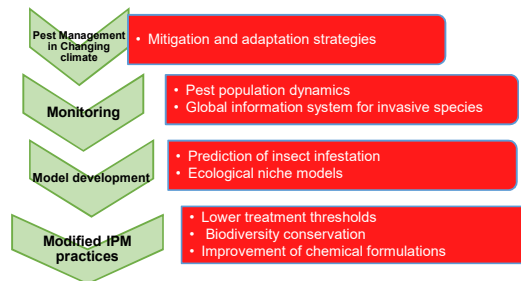 Pest Management
in Changing
climate
• Mitigation and adaptation strategies
Monitoring
• Pest population dynamics
• Global information system for invasive species
Model development
• Prediction of insect infestation
• Ecological niche models
Modified IPM
practices
• Lower treatment thresholds
• Biodiversity conservation
• Improvement of chemical formulations